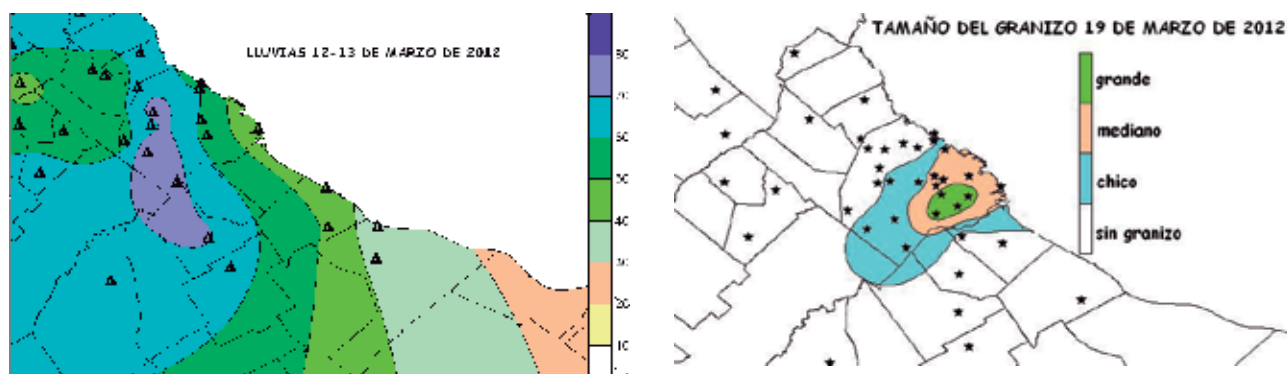 LLUVIAS 12-13 DE MARZO DE 2012
80
70
60
50
40
30
20
10
TAMAÑO DEL GRANIZO 19 DE MARZO DE 2012
grande
mediano
chico
sin granizo